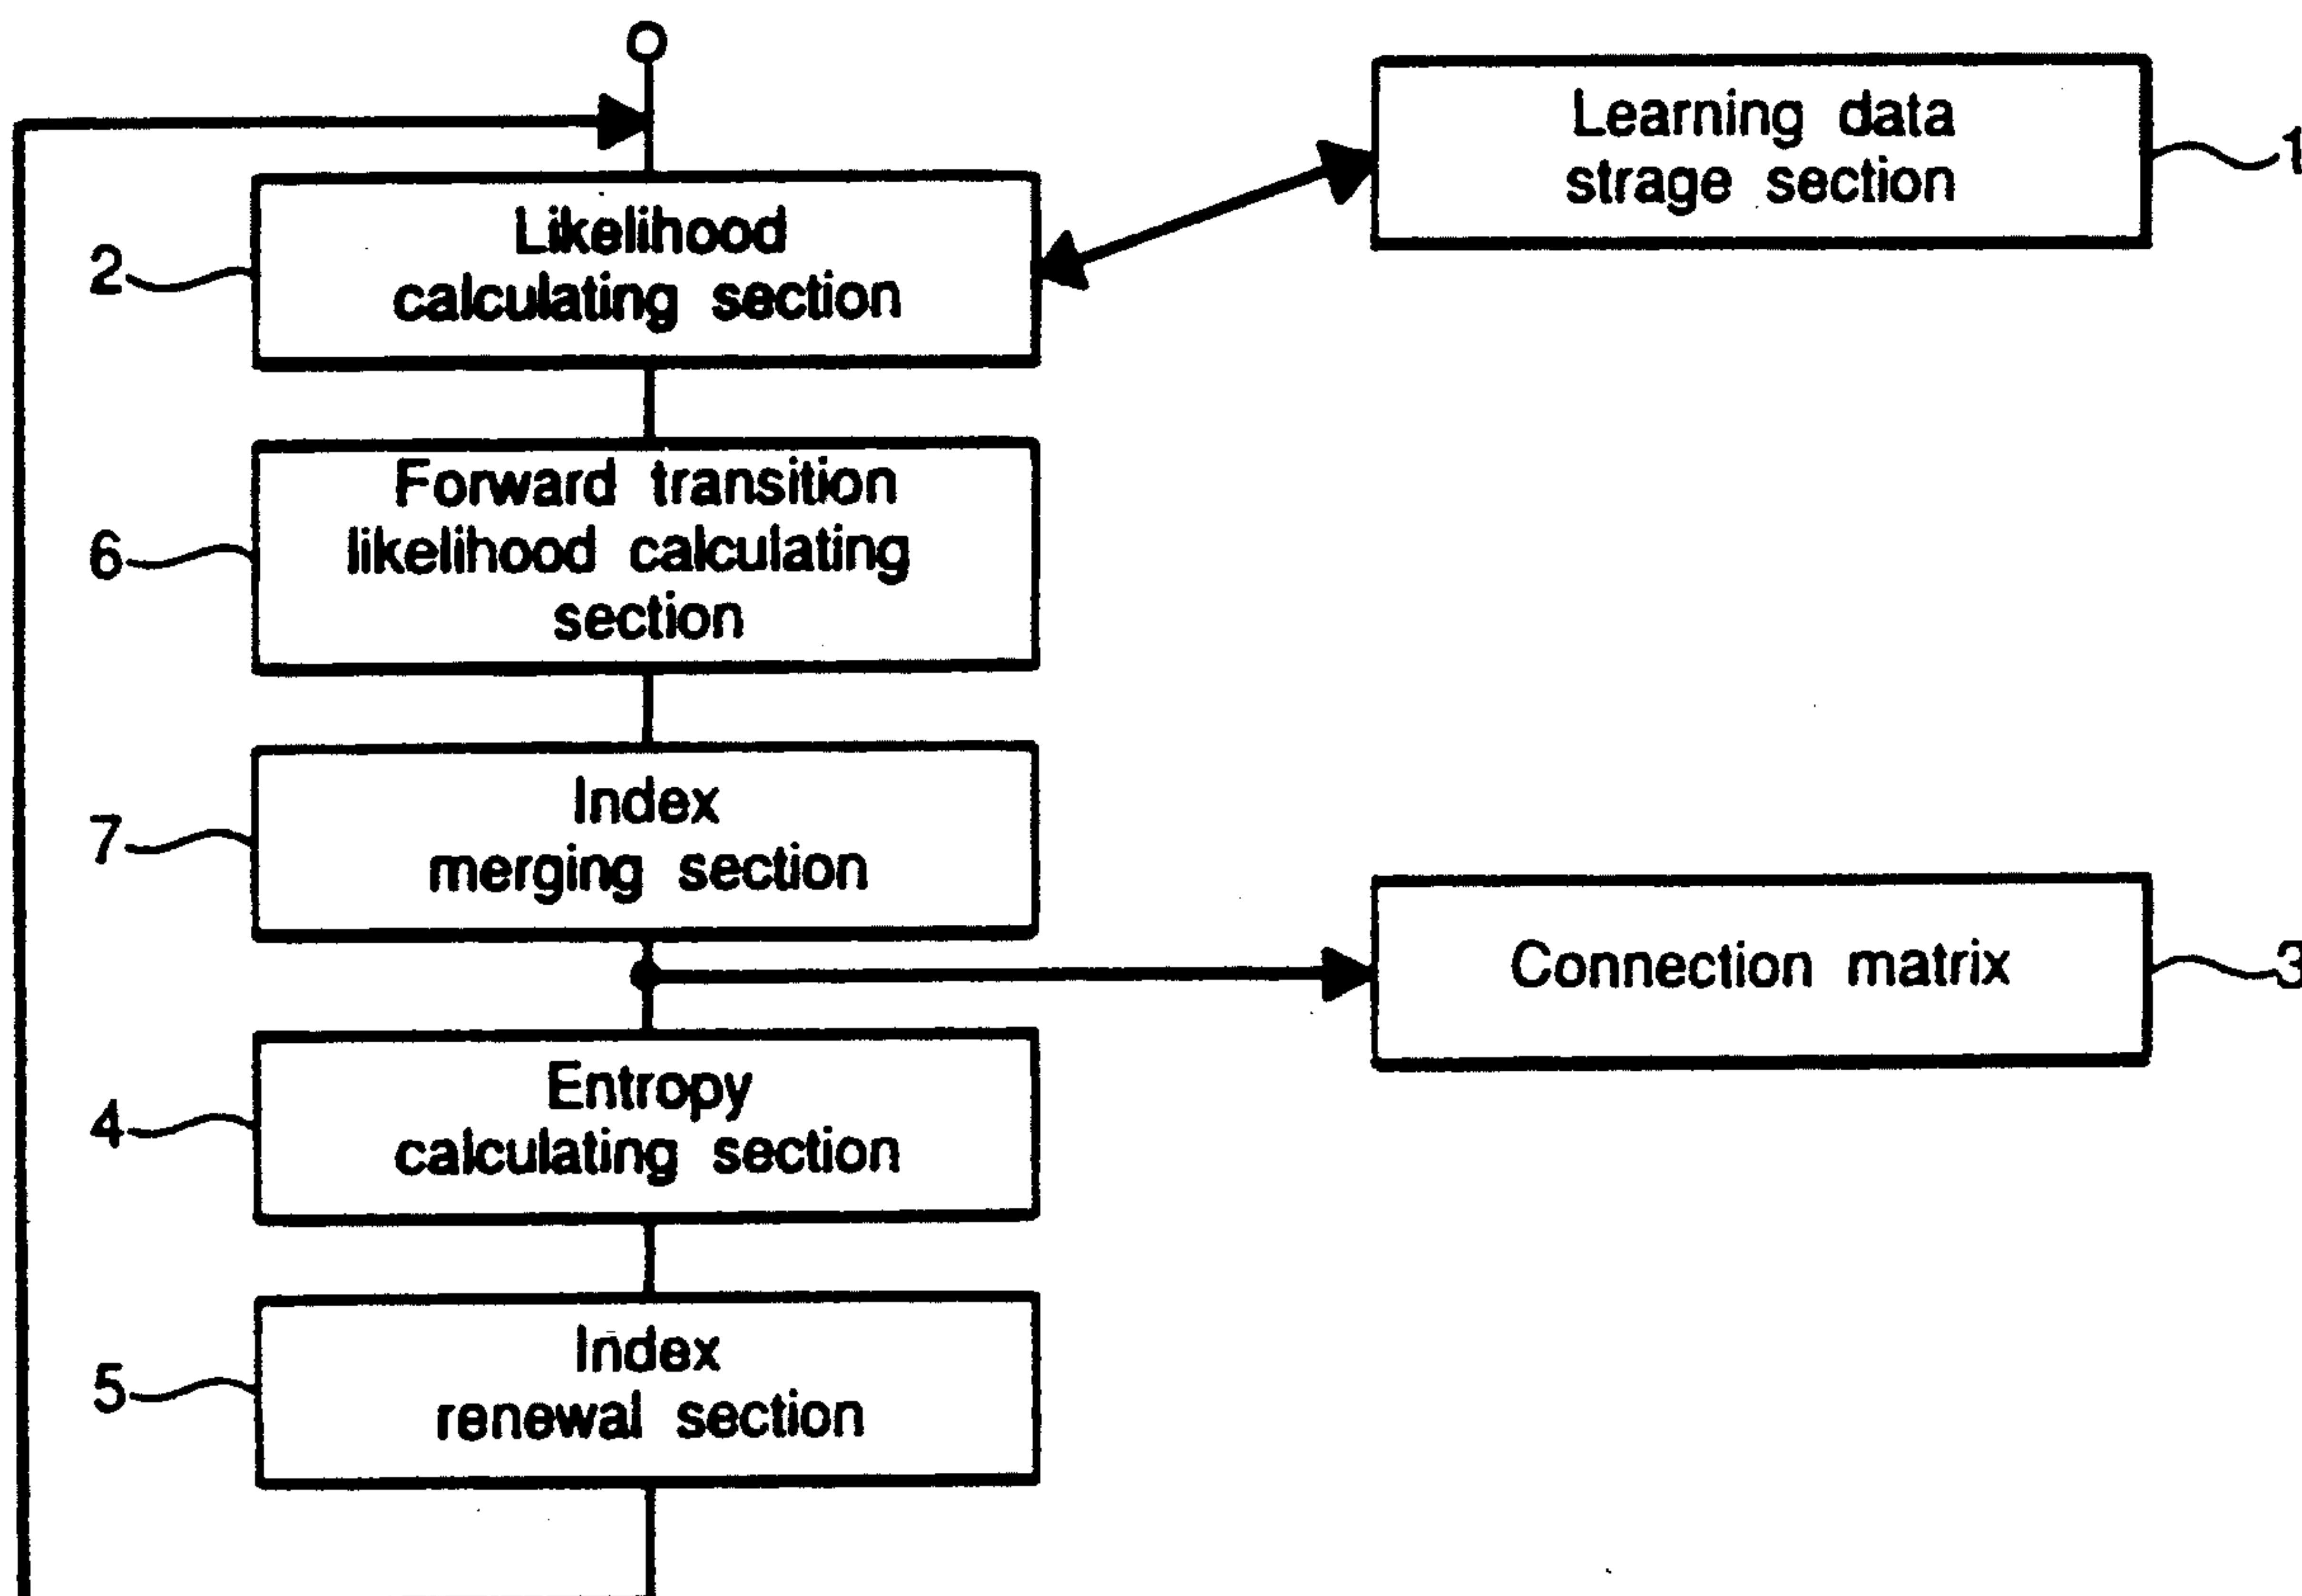 Learning data
strage section
1
Likelihood
calculating section
2
Forward transition
likelihood calculating
section
6
Index
merging section
7
Connection matrix
3
Entropy
calculating section
4
Index
renewal section
5